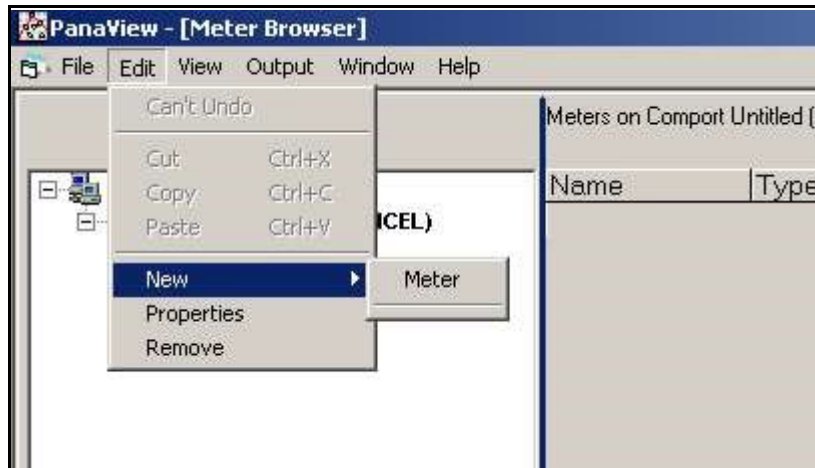 PanaView - [Meter Browser]
File Edit View Output Window Help
Can't Undo
Cut Ctrl+X
Copy Ctrl+C
Paste Ctrl+V
New
Properties
Remove
Meter
ICEL)
Meters on Comport Untitled (
Name Type